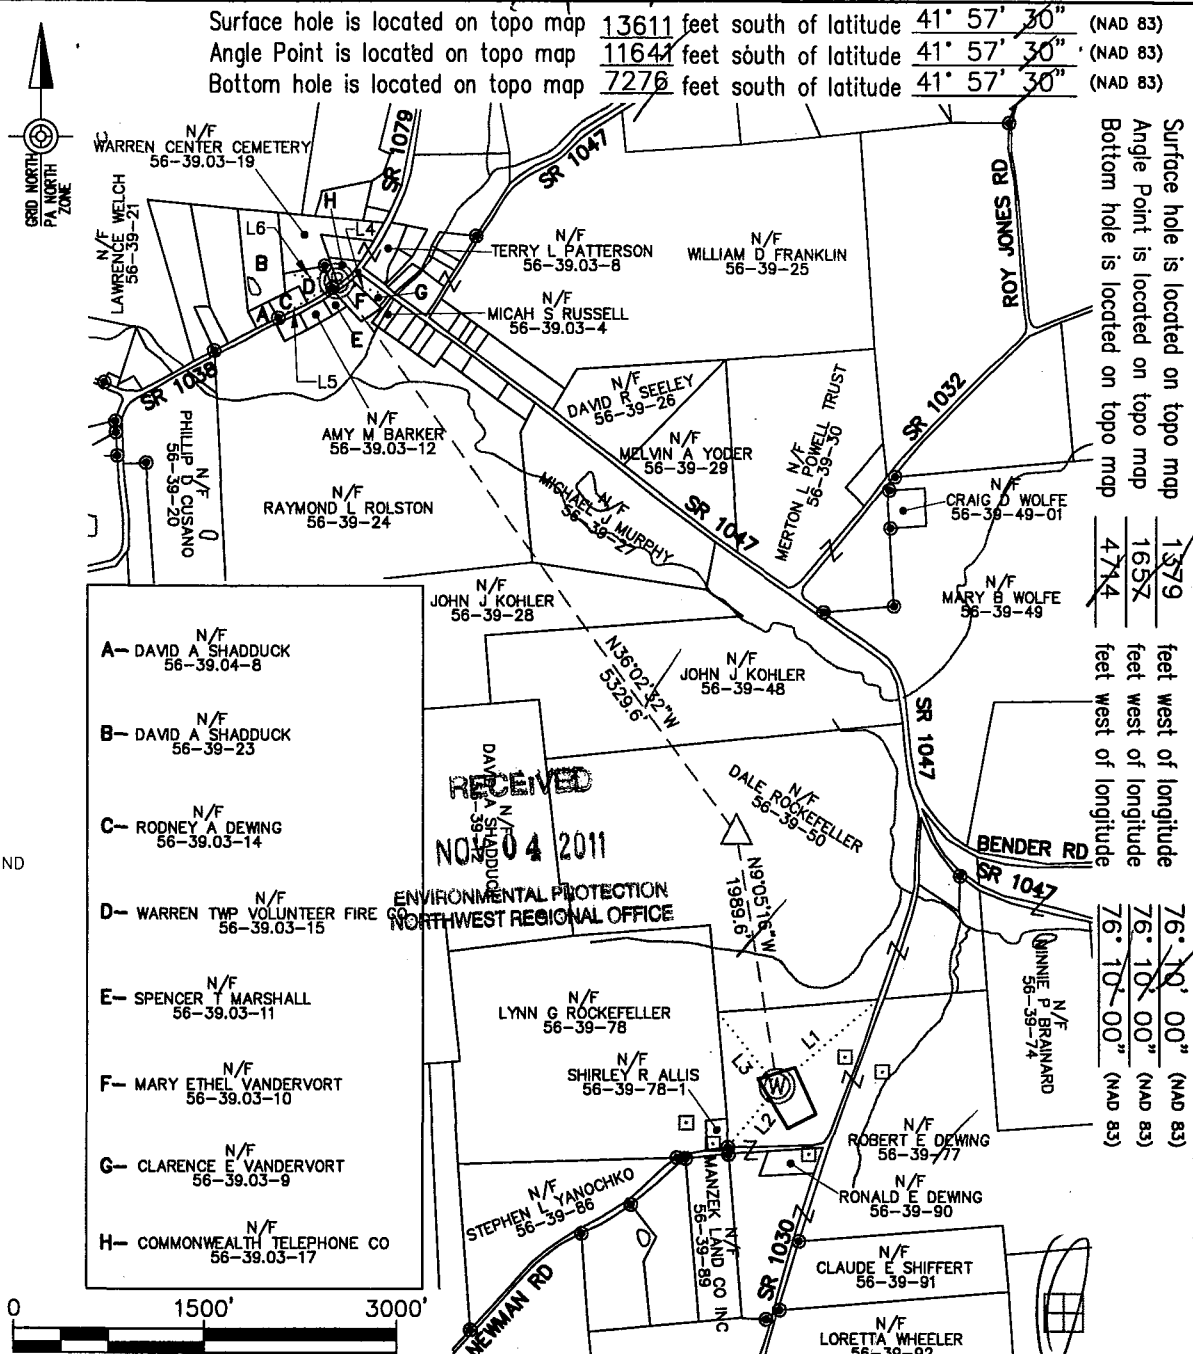 Surface hole is located on topo map 13611 feet south of latitude 41° 57' 30" (NAD 83)
Angle Point is located on topo map 11641 feet south of latitude 41° 57' 30" (NAD 83)
Bottom hole is located on topo map 7276 feet south of latitude 41° 57' 30" (NAD 83)
Surface hole is located on topo map 1379 feet west of longitude 76° 10' 00" (NAD 83)
Angle Point is located on topo map 1657 feet west of longitude 76° 10' 00" (NAD 83)
Bottom hole is located on topo map 4714 feet west of longitude 76° 10' 00" (NAD 83)
GRID NORTH
PA NORTH
ZONE
N/F
WARREN CENTER CEMETERY
56-39.03-19
N/F
LAWRENCE WELCH
56-39-21
SR 1079
SR 1047
ROY JONES RD
H
L4
L6
B
D
F
G
A
C
E
L5
N/F
TERRY L PATTERSON
56-39.03-8
N/F
WILLIAM D FRANKLIN
56-39-25
N/F
MICAH S RUSSELL
56-39.03-4
SR 1038
N/F
DAVID R SEELEY
56-39-26
SR 1032
N/F
AMY M BARKER
56-39.03-12
N/F
MELVIN A YODER
56-39-29
N/F
MERTON L POWELL TRUST
56-39-30
N/F
PHILLIP D CUSANO
56-39-20
N/F
RAYMOND L ROLSTON
56-39-24
N/F
MICHAEL J MURPHY
56-39-27
SR 1047
N/F
CRAIG D WOLFE
56-39-49-01
N/F
JOHN J KOHLER
56-39-28
N/F
MARY B WOLFE
56-39-49
N36°02'32"W
5329.6'
N/F
JOHN J KOHLER
56-39-48
SR 1047
A- N/F
DAVID A SHADDUCK
56-39.04-8
B- N/F
DAVID A SHADDUCK
56-39-23
C- N/F
RODNEY A DEWING
56-39.03-14
D- N/F
WARREN TWP VOLUNTEER FIRE CO
56-39.03-15
E- N/F
SPENCER T MARSHALL
56-39.03-11
F- N/F
MARY ETHEL VANDERVORT
56-39.03-10
G- N/F
CLARENCE E VANDERVORT
56-39.03-9
H- N/F
COMMONWEALTH TELEPHONE CO
56-39.03-17
ND
N/F
DAVID A SHADDUCK
RECEIVED
NOV 04 2011
ENVIRONMENTAL PROTECTION
NORTHWEST REGIONAL OFFICE
N/F
DALE ROCKEFELLER
56-39-50
BENDER RD
SR 1047
N9°05'16"W
1989.6'
N/F
LYNN G ROCKEFELLER
56-39-78
N/F
SHIRLEY R ALLIS
56-39-78-1
L1
L3
W
L2
N/F
MINNIE P BRAINARD
56-39-74
N/F
ROBERT E DEWING
56-39-77
N/F
RONALD E DEWING
56-39-90
N/F
STEPHEN L YANOCHKO
56-39-86
N/F
MANZEK LAND CO INC
56-39-89
SR 1030
N/F
CLAUDE E SHIFFERT
56-39-91
NEWMAN RD
N/F
LORETTA WHEELER
56-39-92
0 1500' 3000'